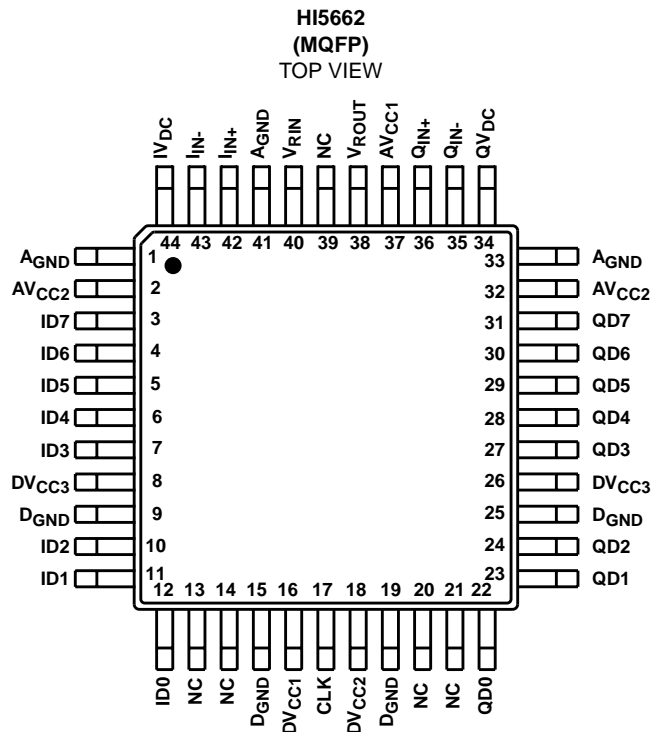 HI5662
(MQFP)
TOP VIEW
IVDC
IIN-
IIN+
AGND
VRIN
NC
VROUT
AVCC1
QIN+
QIN-
QVDC
44 43 42 41 40 39 38 37 36 35 34
AGND 1 33 AGND
AVCC2 2 32 AVCC2
ID7 3 31 QD7
ID6 4 30 QD6
ID5 5 29 QD5
ID4 6 28 QD4
ID3 7 27 QD3
DVCC3 8 26 DVCC3
DGND 9 25 DGND
ID2 10 24 QD2
ID1 11 23 QD1
12 13 14 15 16 17 18 19 20 21 22
ID0
NC
NC
DGND
DVCC1
CLK
DVCC2
DGND
NC
NC
QD0